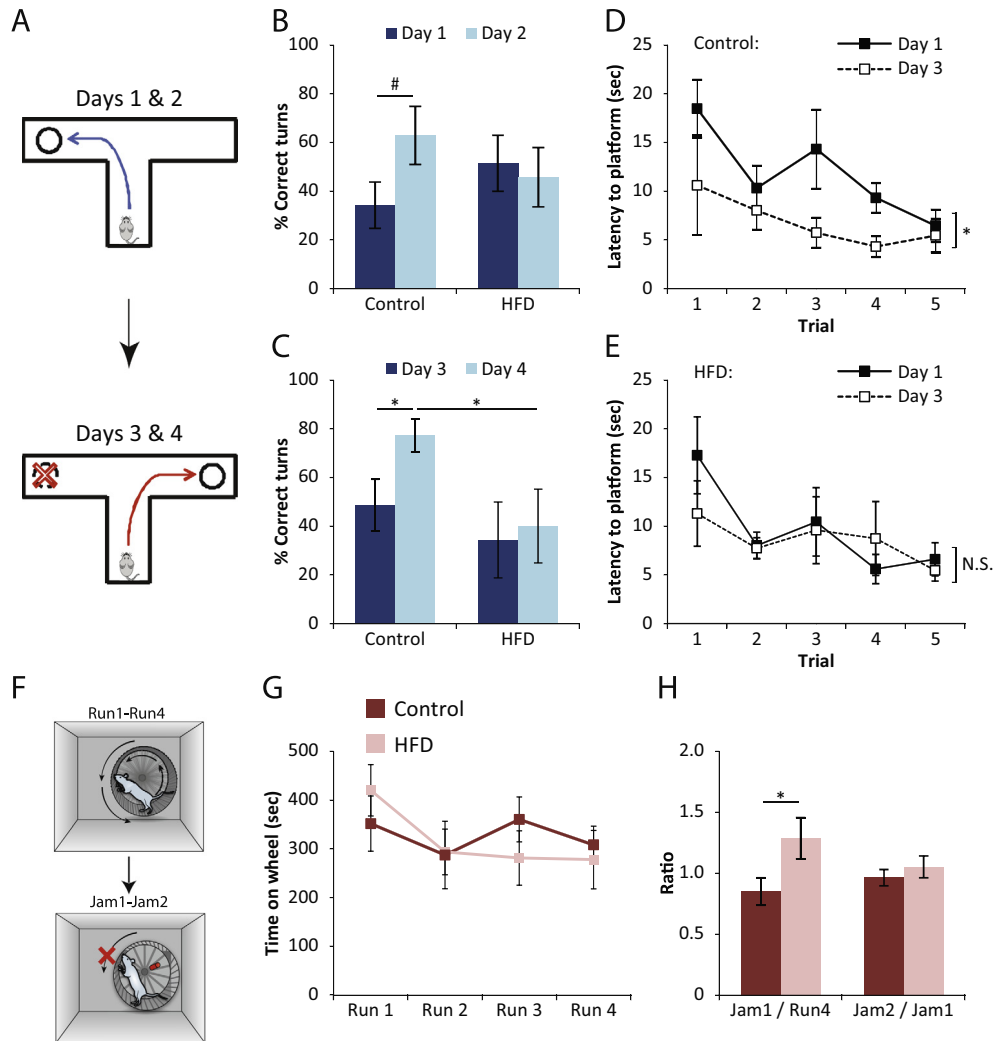 A
Days 1 & 2
Days 3 & 4
B
Day 1 Day 2
% Correct turns
100
80
60
40
20
0
#
Control HFD
C
Day 3 Day 4
% Correct turns
100
80
60
40
20
0
* *
Control HFD
D
Control:
Day 1
Day 3
Latency to platform (sec)
25
20
15
10
5
0
*
1 2 3 4 5
Trial
E
HFD:
Day 1
Day 3
Latency to platform (sec)
25
20
15
10
5
0
N.S.
1 2 3 4 5
Trial
F
Run1-Run4
Jam1-Jam2
G
Control
HFD
Time on wheel (sec)
500
400
300
200
100
0
Run 1 Run 2 Run 3 Run 4
H
Ratio
2.0
1.5
1.0
0.5
0.0
*
Jam1 / Run4 Jam2 / Jam1